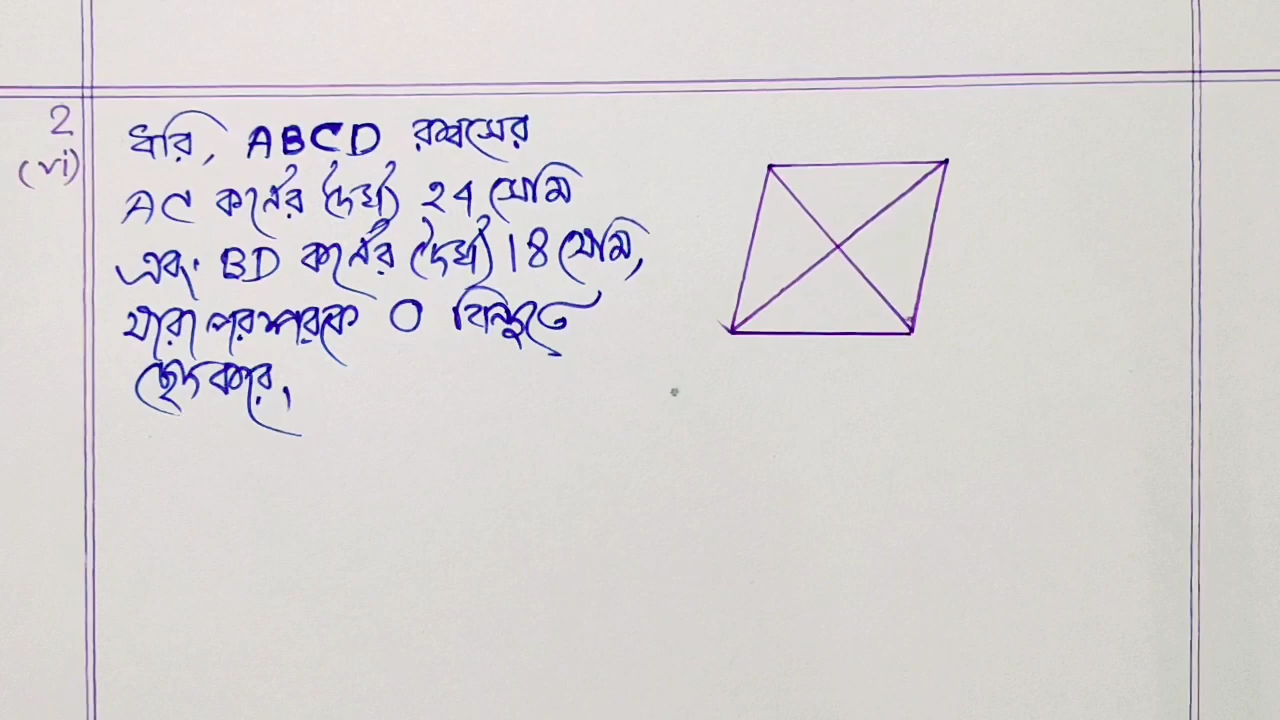 2
(vi)
ধরি, ABCD রম্বসের
AC কর্ণের দৈর্ঘ্য 24 সেমি
এবং BD কর্ণের দৈর্ঘ্য 18 সেমি,
যারা পরস্পরকে O বিন্দুতে
ছেদ করে,